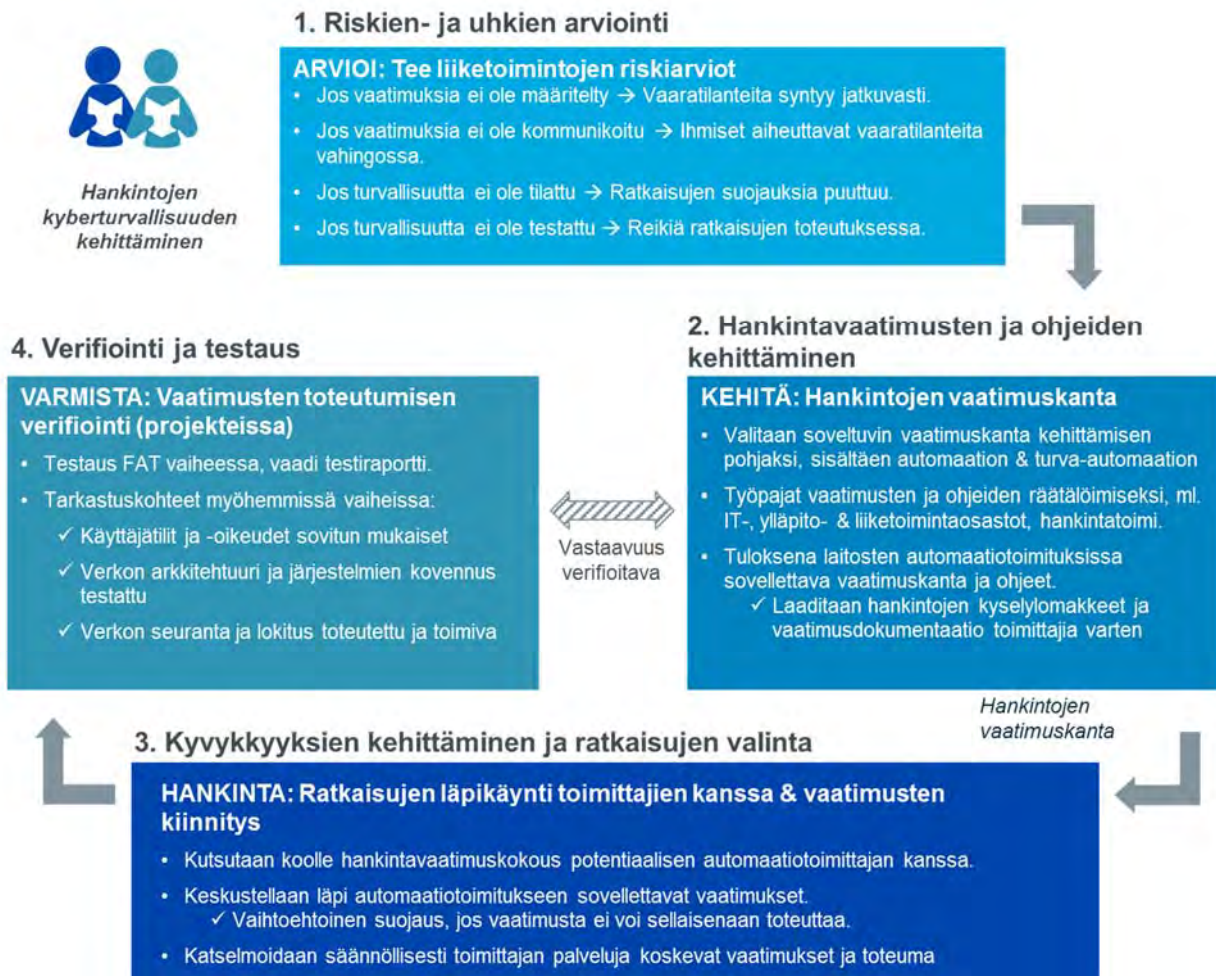 1. Riskien- ja uhkien arviointi
ARVIOI: Tee liiketoimintojen riskiarviot
• Jos vaatimuksia ei ole määritelty → Vaaratilanteita syntyy jatkuvasti.
• Jos vaatimuksia ei ole kommunikoitu → Ihmiset aiheuttavat vaaratilanteita
vahingossa.
• Jos turvallisuutta ei ole tilattu → Ratkaisujen suojauksia puuttuu.
• Jos turvallisuutta ei ole testattu → Reikiä ratkaisujen toteutuksessa.
Hankintojen
kyberturvallisuuden
kehittäminen
2. Hankintavaatimusten ja ohjeiden
kehittäminen
KEHITÄ: Hankintojen vaatimuskanta
• Valitaan soveltuvin vaatimuskanta kehittämisen
pohjaksi, sisältäen automaation & turva-automaation
• Työpajat vaatimusten ja ohjeiden räätälöimiseksi, ml.
IT-, ylläpito- & liiketoimintaosastot, hankintatoimi.
• Tuloksena laitosten automaatiotoimituksissa
sovellettava vaatimuskanta ja ohjeet.
✓ Laaditaan hankintojen kyselylomakkeet ja
vaatimusdokumentaatio toimittajia varten
Hankintojen
vaatimuskanta
3. Kyvykkyyksien kehittäminen ja ratkaisujen valinta
HANKINTA: Ratkaisujen läpikäynti toimittajien kanssa & vaatimusten
kiinnitys
• Kutsutaan koolle hankintavaatimuskokous potentiaalisen automaatiotoimittajan kanssa.
• Keskustellaan läpi automaatiotoimitukseen sovellettavat vaatimukset.
✓ Vaihtoehtoinen suojaus, jos vaatimusta ei voi sellaisenaan toteuttaa.
• Katselmoidaan säännöllisesti toimittajan palveluja koskevat vaatimukset ja toteuma
4. Verifiointi ja testaus
VARMISTA: Vaatimusten toteutumisen
verifiointi (projekteissa)
• Testaus FAT vaiheessa, vaadi testiraportti.
• Tarkastuskohteet myöhemmissä vaiheissa:
✓ Käyttäjätilit ja -oikeudet sovitun mukaiset
✓ Verkon arkkitehtuuri ja järjestelmien kovennus
testattu
✓ Verkon seuranta ja lokitus toteutettu ja toimiva
Vastaavuus
verifioitava